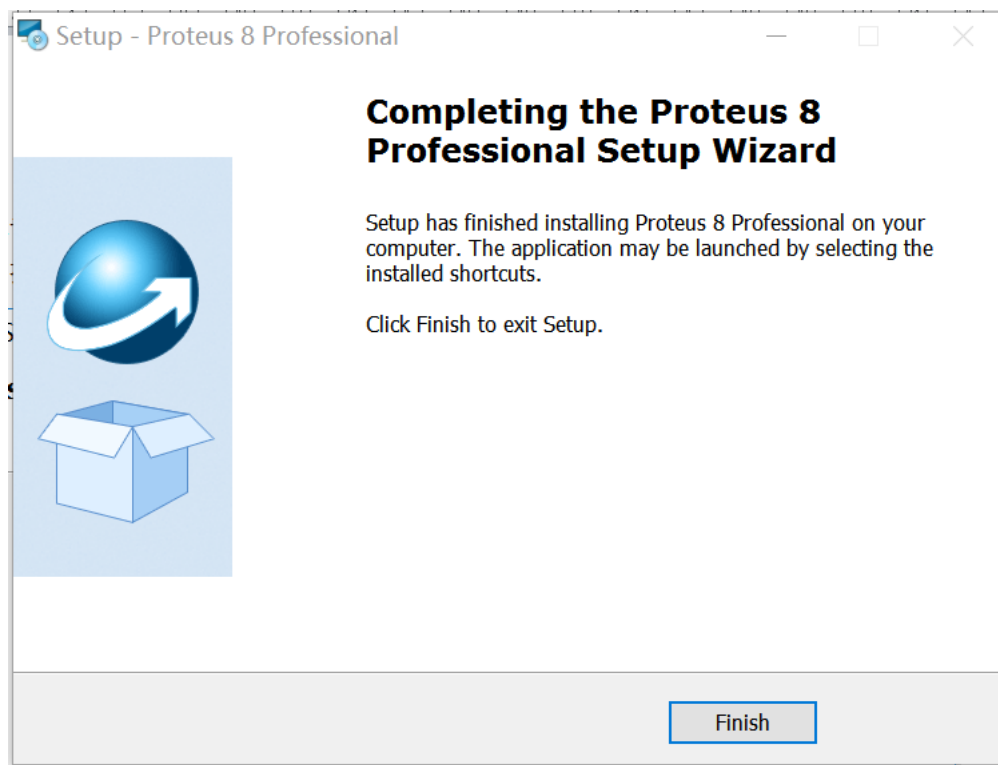 Setup - Proteus 8 Professional
Completing the Proteus 8
Professional Setup Wizard
Setup has finished installing Proteus 8 Professional on your
computer. The application may be launched by selecting the
installed shortcuts.
Click Finish to exit Setup.
Finish